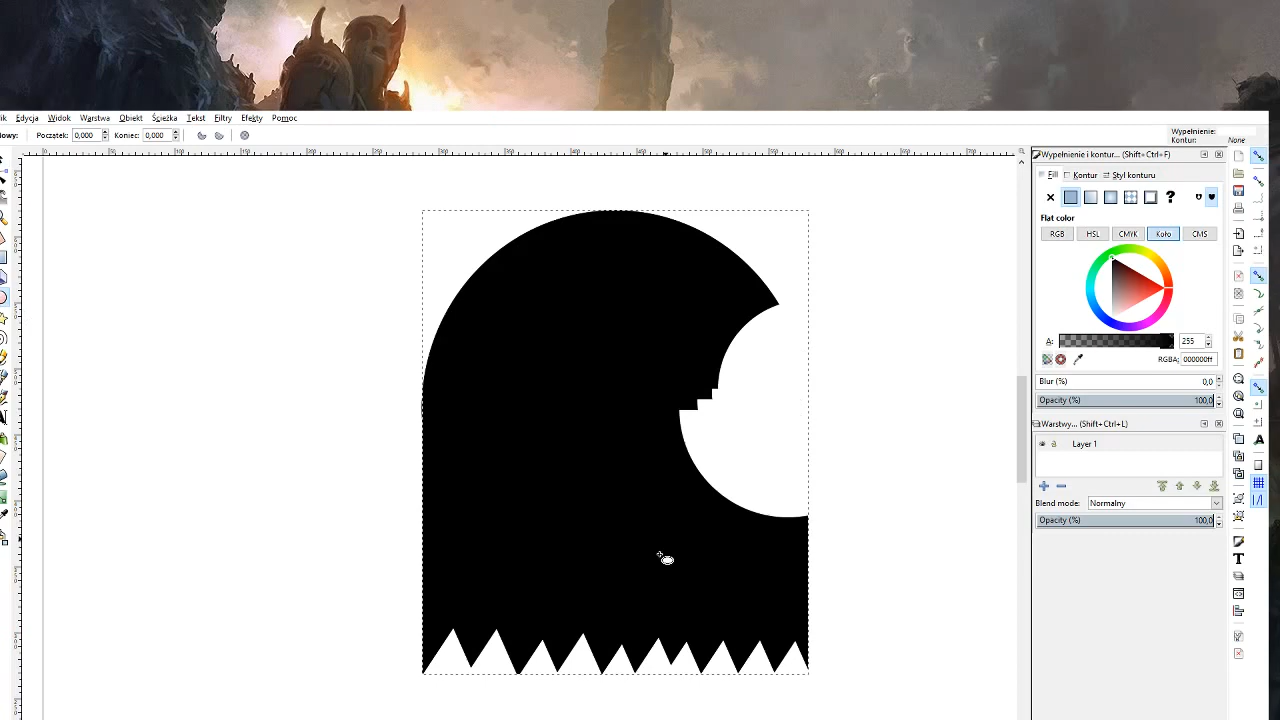 ik Edycja Widok Warstwa Obiekt Ścieżka Tekst Filtry Efekty Pomoc
owy: Początek: 0,000 Koniec: 0,000
Wypełnienie:
Kontur: None
Wypełnienie i kontur... (Shift+Ctrl+F)
Fill Kontur Styl konturu
Flat color
RGB HSL CMYK Koło CMS
A: 255
RGBA: 000000ff
Blur (%) 0,0
Opacity (%) 100,0
Warstwy... (Shift+Ctrl+L)
Layer 1
Blend mode: Normalny
Opacity (%) 100,0